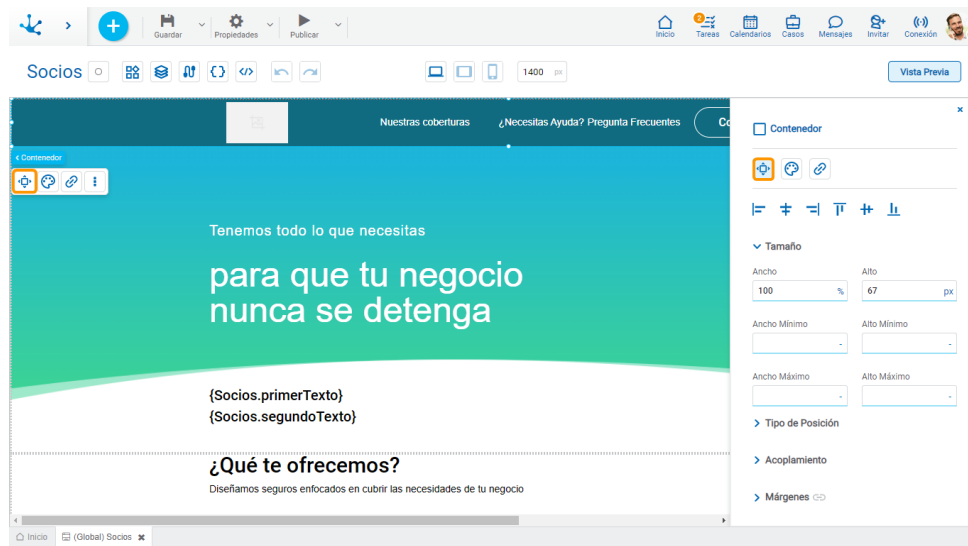 Guardar
Propiedades
Publicar
Inicio
2
Tareas
Calendarios
Casos
Mensajes
Invitar
Conexión
Socios
1400 px
Vista Previa
Nuestras coberturas
¿Necesitas Ayuda? Pregunta Frecuentes
Co
Contenedor
Tenemos todo lo que necesitas
para que tu negocio
nunca se detenga
{Socios.primerTexto}
{Socios.segundoTexto}
¿Qué te ofrecemos?
Diseñamos seguros enfocados en cubrir las necesidades de tu negocio
Contenedor
Tamaño
Ancho Alto
100 % 67 px
Ancho Mínimo Alto Mínimo
- -
Ancho Máximo Alto Máximo
- -
Tipo de Posición
Acoplamiento
Márgenes
Inicio
(Global) Socios